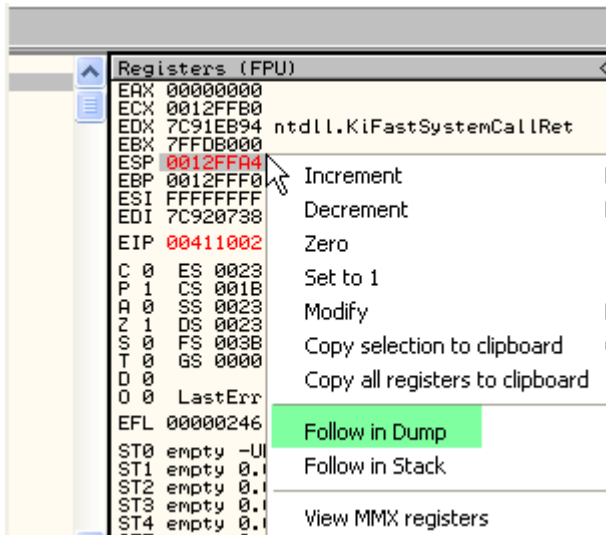 Registers (FPU)
EAX 00000000
ECX 0012FFB0
EDX 7C91EB94 ntdll.KiFastSystemCallRet
EBX 7FFDB000
ESP 0012FFA4
EBP 0012FFF0
ESI FFFFFFFF
EDI 7C920738
EIP 00411002
C 0 ES 0023
P 1 CS 001B
A 0 SS 0023
Z 1 DS 0023
S 0 FS 003B
T 0 GS 0000
D 0
O 0 LastErr
EFL 00000246
ST0 empty
ST1 empty 0.
ST2 empty 0.
ST3 empty 0.
ST4 empty 0.
Increment
Decrement
Zero
Set to 1
Modify
Copy selection to clipboard
Copy all registers to clipboard
Follow in Dump
Follow in Stack
View MMX registers